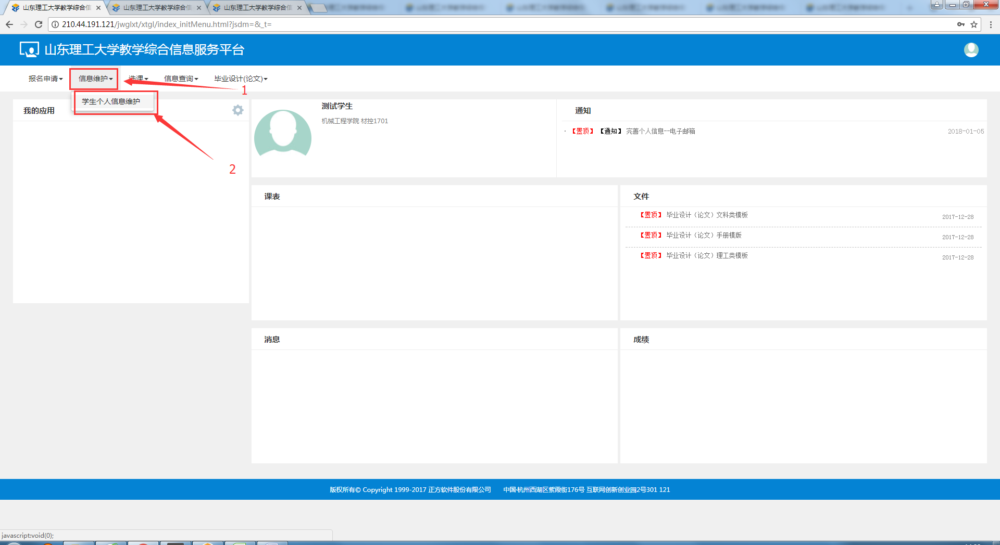 山东理工大学教学综合信
山东理工大学教学综合信
山东理工大学教学综合信
210.44.191.121/jwglxt/xtgl/index_initMenu.html?jsdm=&_t=
山东理工大学教学综合信息服务平台
报名申请 信息维护 选课 信息查询 毕业设计(论文)
1
学生个人信息维护
我的应用
2
测试学生
机械工程学院 材控1701
通知
· 【置顶】 【通知】 完善个人信息--电子邮箱 2018-01-05
课表
文件
【置顶】 毕业设计（论文）文科类模板 2017-12-28
【置顶】 毕业设计（论文）手册模版 2017-12-28
【置顶】 毕业设计（论文）理工类模板 2017-12-28
消息
成绩
版权所有© Copyright 1999-2017 正方软件股份有限公司 中国·杭州西湖区紫霞街176号 互联网创新创业园2号301 121
javascript:void(0);